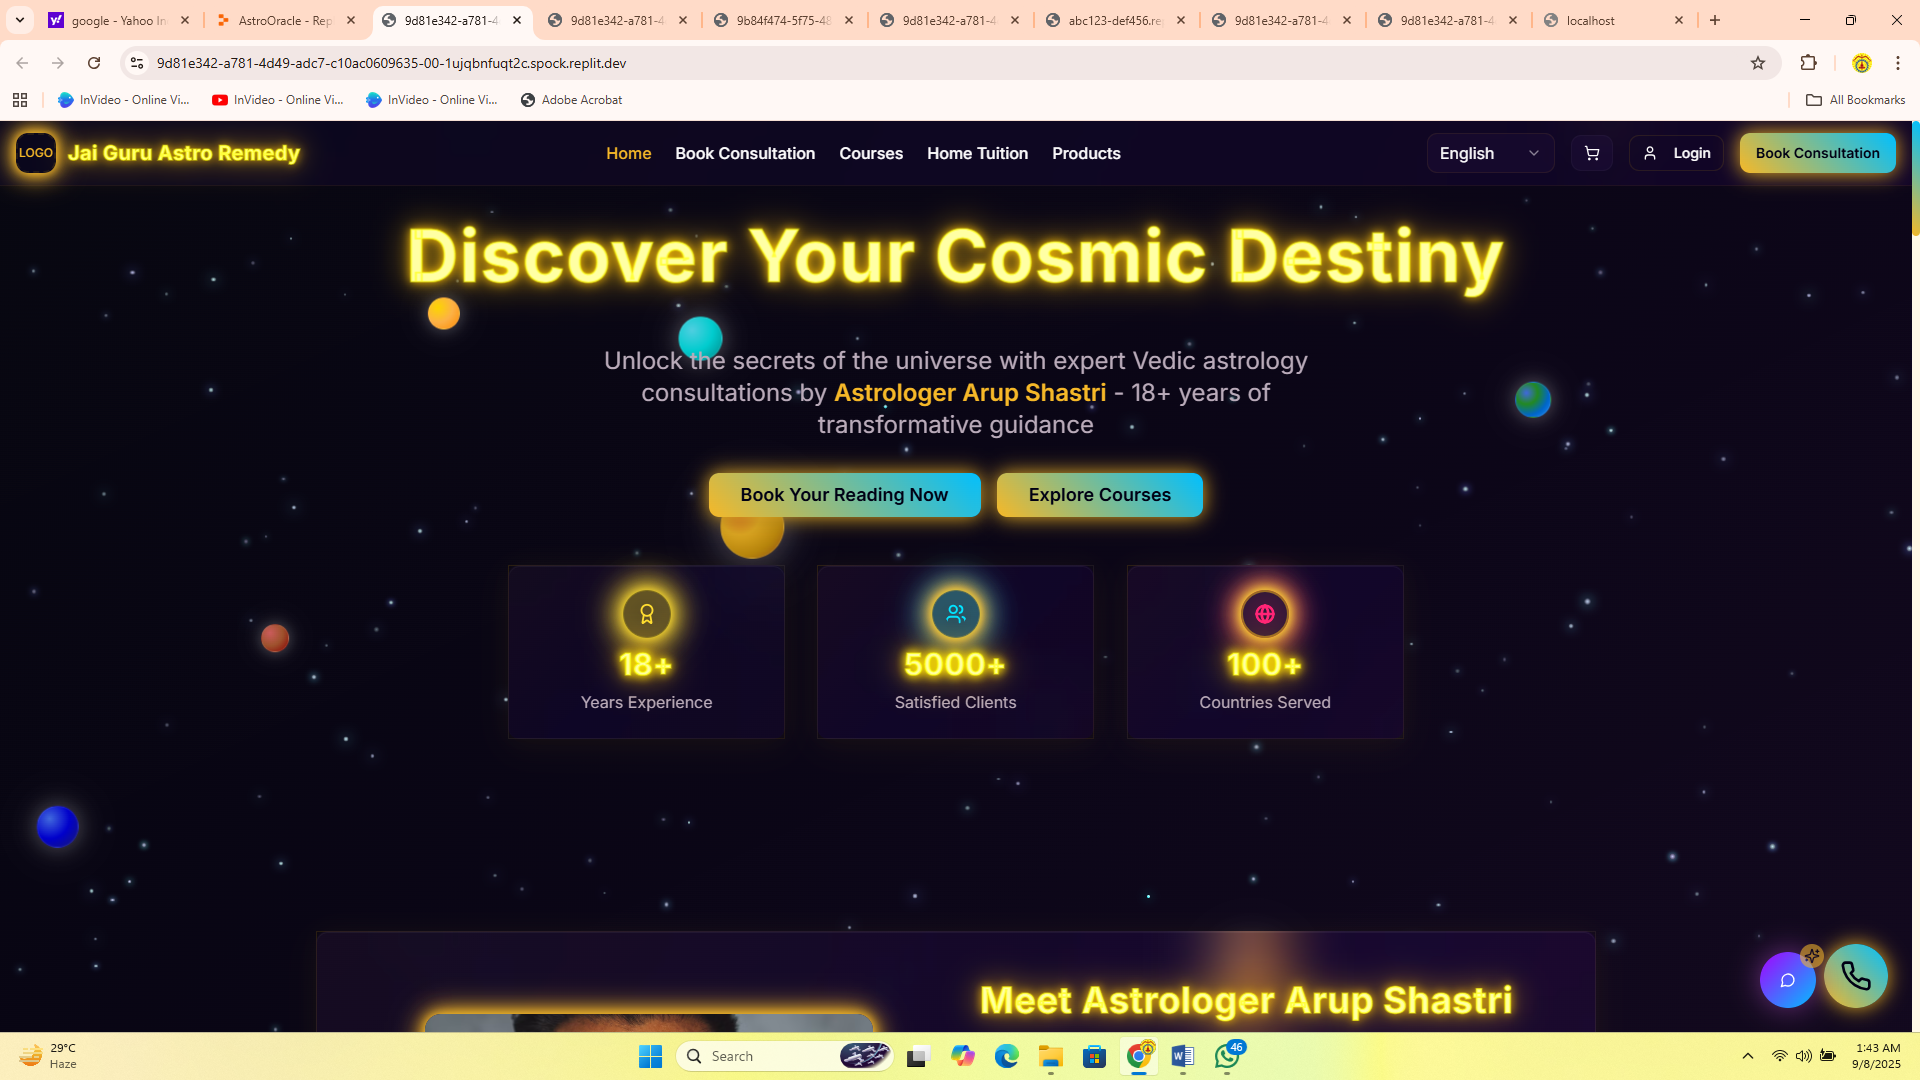 google - Yahoo In
AstroOracle - Rep
9d81e342-a781-4
9d81e342-a781-4
9b84f474-5f75-48
9d81e342-a781-4
abc123-def456.rep
9d81e342-a781-4
9d81e342-a781-4
localhost
9d81e342-a781-4d49-adc7-c10ac0609635-00-1ujqbnfuqt2c.spock.replit.dev
InVideo - Online Vi...
InVideo - Online Vi...
InVideo - Online Vi...
Adobe Acrobat
All Bookmarks
LOGO
Jai Guru Astro Remedy
Home
Book Consultation
Courses
Home Tuition
Products
English
Login
Book Consultation
Discover Your Cosmic Destiny
Unlock the secrets of the universe with expert Vedic astrology
consultations by Astrologer Arup Shastri - 18+ years of
transformative guidance
Book Your Reading Now
Explore Courses
18+
Years Experience
5000+
Satisfied Clients
100+
Countries Served
Meet Astrologer Arup Shastri
29°C
Haze
Search
46
1:43 AM
9/8/2025